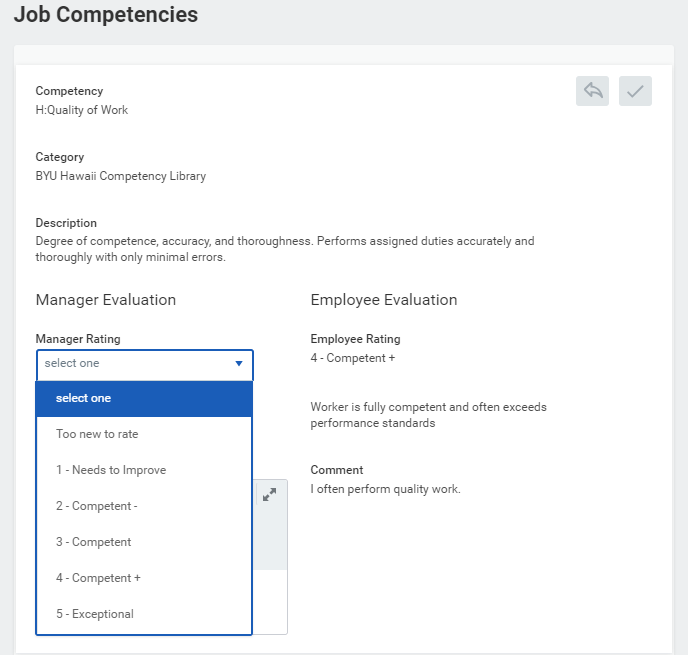 Job Competencies
Competency
H:Quality of Work
Category
BYU Hawaii Competency Library
Description
Degree of competence, accuracy, and thoroughness. Performs assigned duties accurately and
thoroughly with only minimal errors.
Manager Evaluation
Manager Rating
select one
select one
Too new to rate
1 - Needs to Improve
2 - Competent -
3 - Competent
4 - Competent +
5 - Exceptional
Employee Evaluation
Employee Rating
4 - Competent +
Worker is fully competent and often exceeds
performance standards
Comment
I often perform quality work.